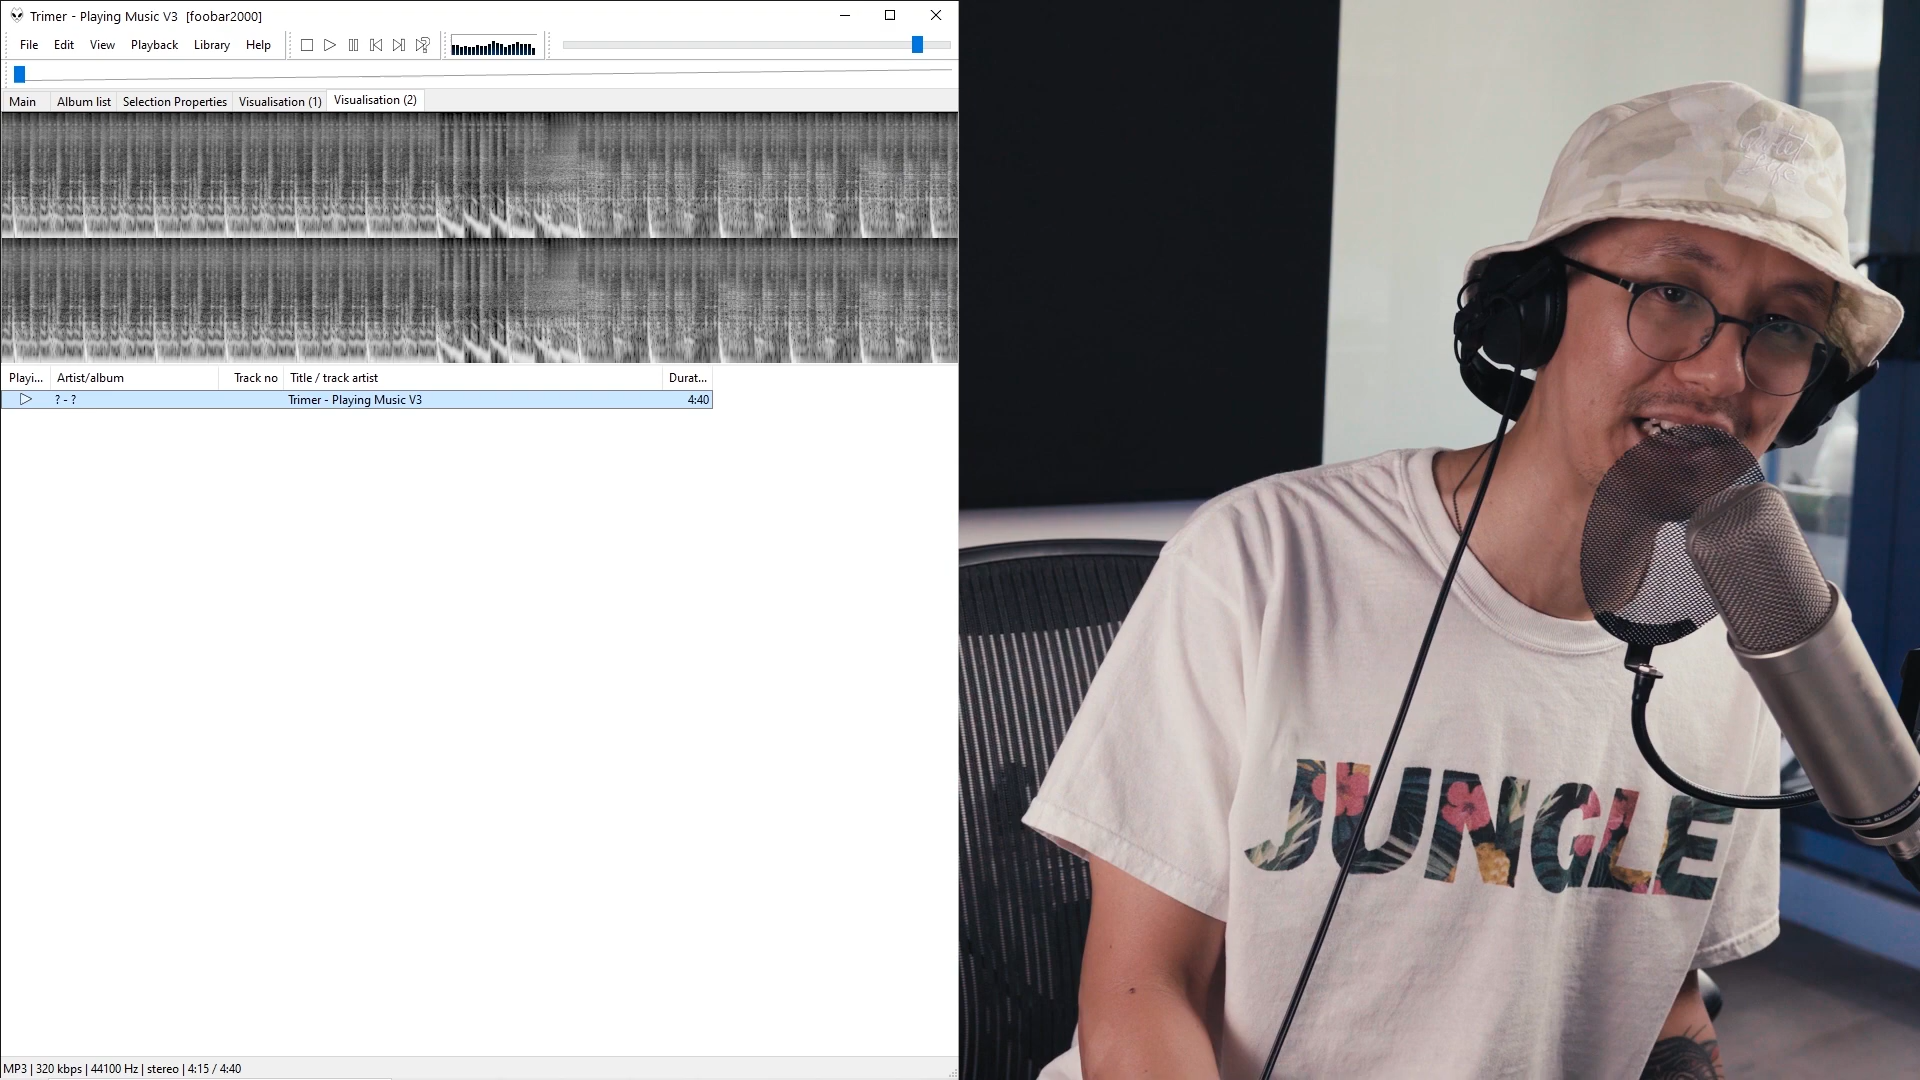 Trimer - Playing Music V3 [foobar2000]
File Edit View Playback Library Help
Main Album list Selection Properties Visualisation (1) Visualisation (2)
Playi... Artist/album Track no Title / track artist Durat...
? - ? Trimer - Playing Music V3 4:40
MP3 | 320 kbps | 44100 Hz | stereo | 4:15 / 4:40
JUNGLE